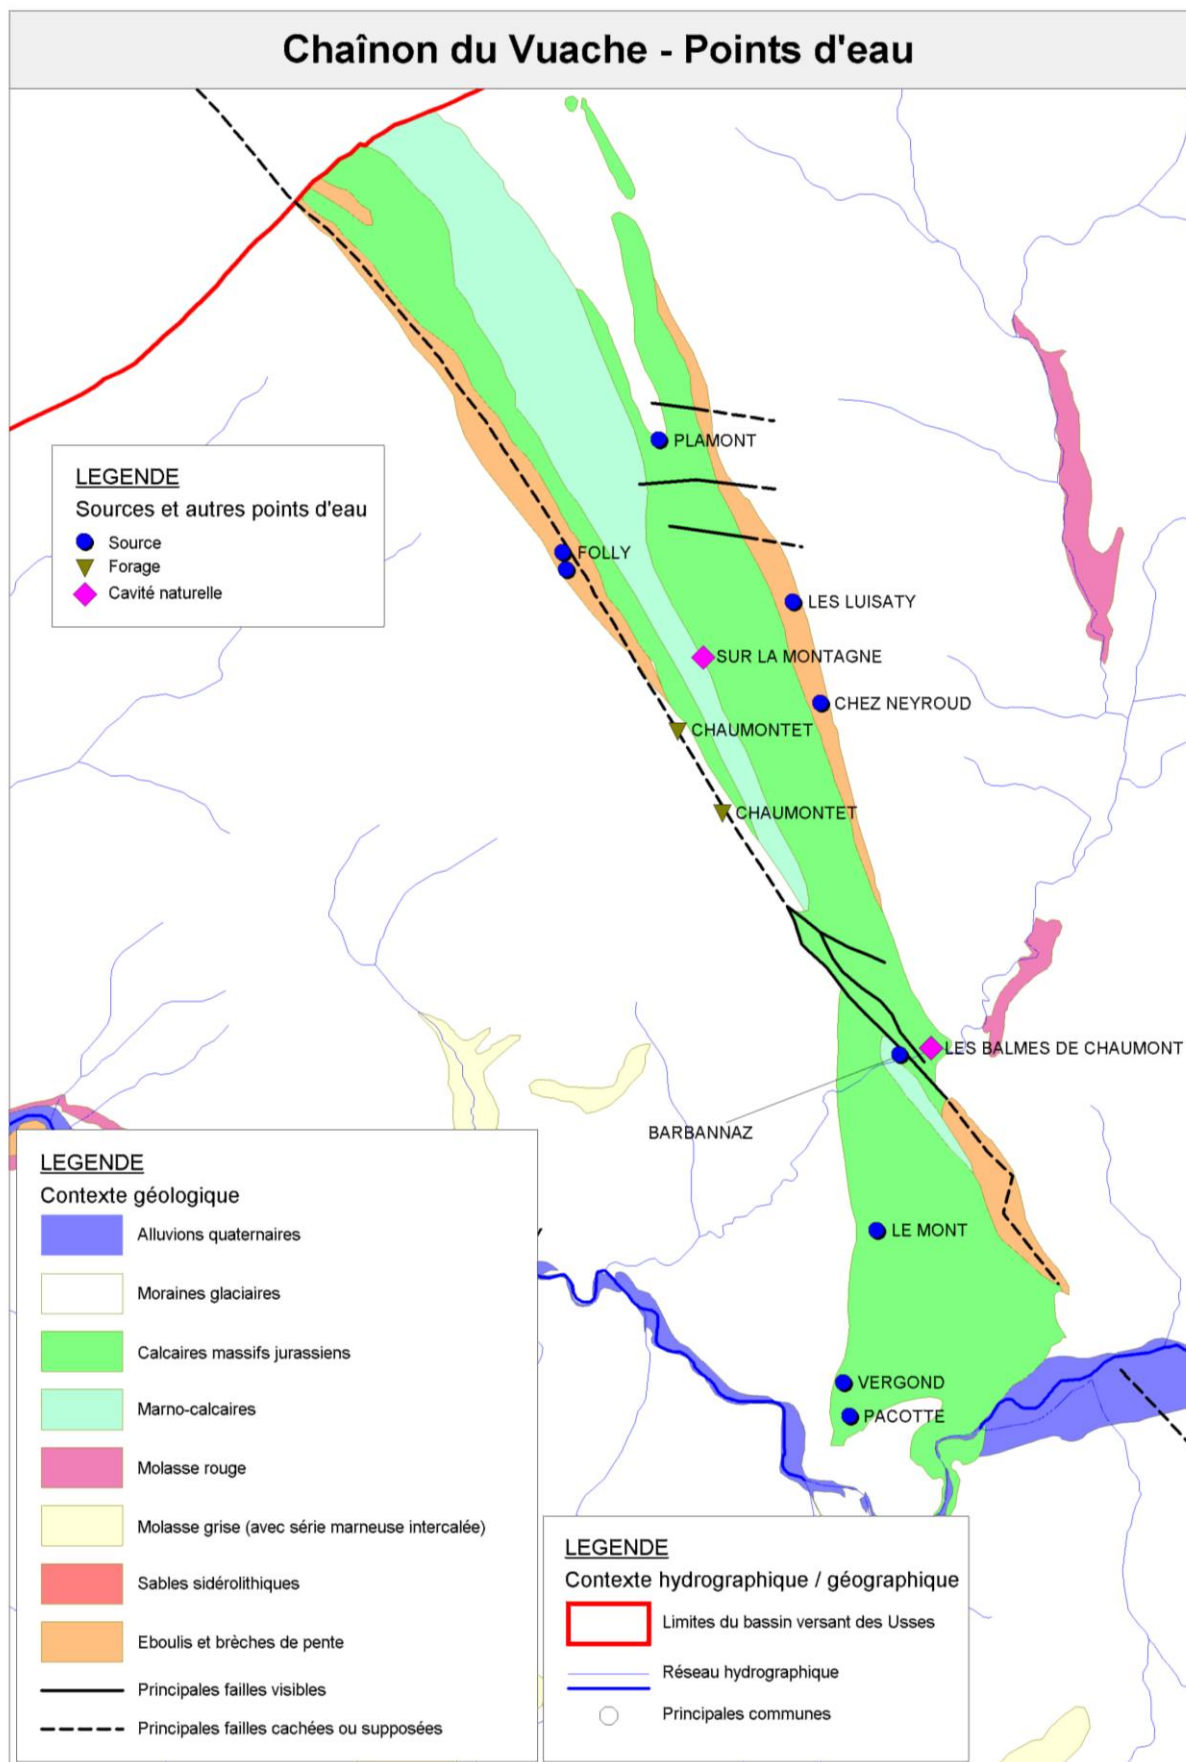 Chaînon du Vuache - Points d'eau
PLAMONT
LEGENDE
Sources et autres points d'eau
Source
Forage
Cavité naturelle
FOLLY
LES LUISATY
SUR LA MONTAGNE
CHEZ NEYROUD
CHAUMONTET
CHAUMONTET
LES BALMES DE CHAUMONT
BARBANNAZ
LE MONT
VERGOND
PACOTTE
LEGENDE
Contexte géologique
Alluvions quaternaires
Moraines glaciaires
Calcaires massifs jurassiens
Marno-calcaires
Molasse rouge
Molasse grise (avec série marneuse intercalée)
Sables sidérolithiques
Eboulis et brèches de pente
Principales failles visibles
Principales failles cachées ou supposées
LEGENDE
Contexte hydrographique / géographique
Limites du bassin versant des Usses
Réseau hydrographique
Principales communes